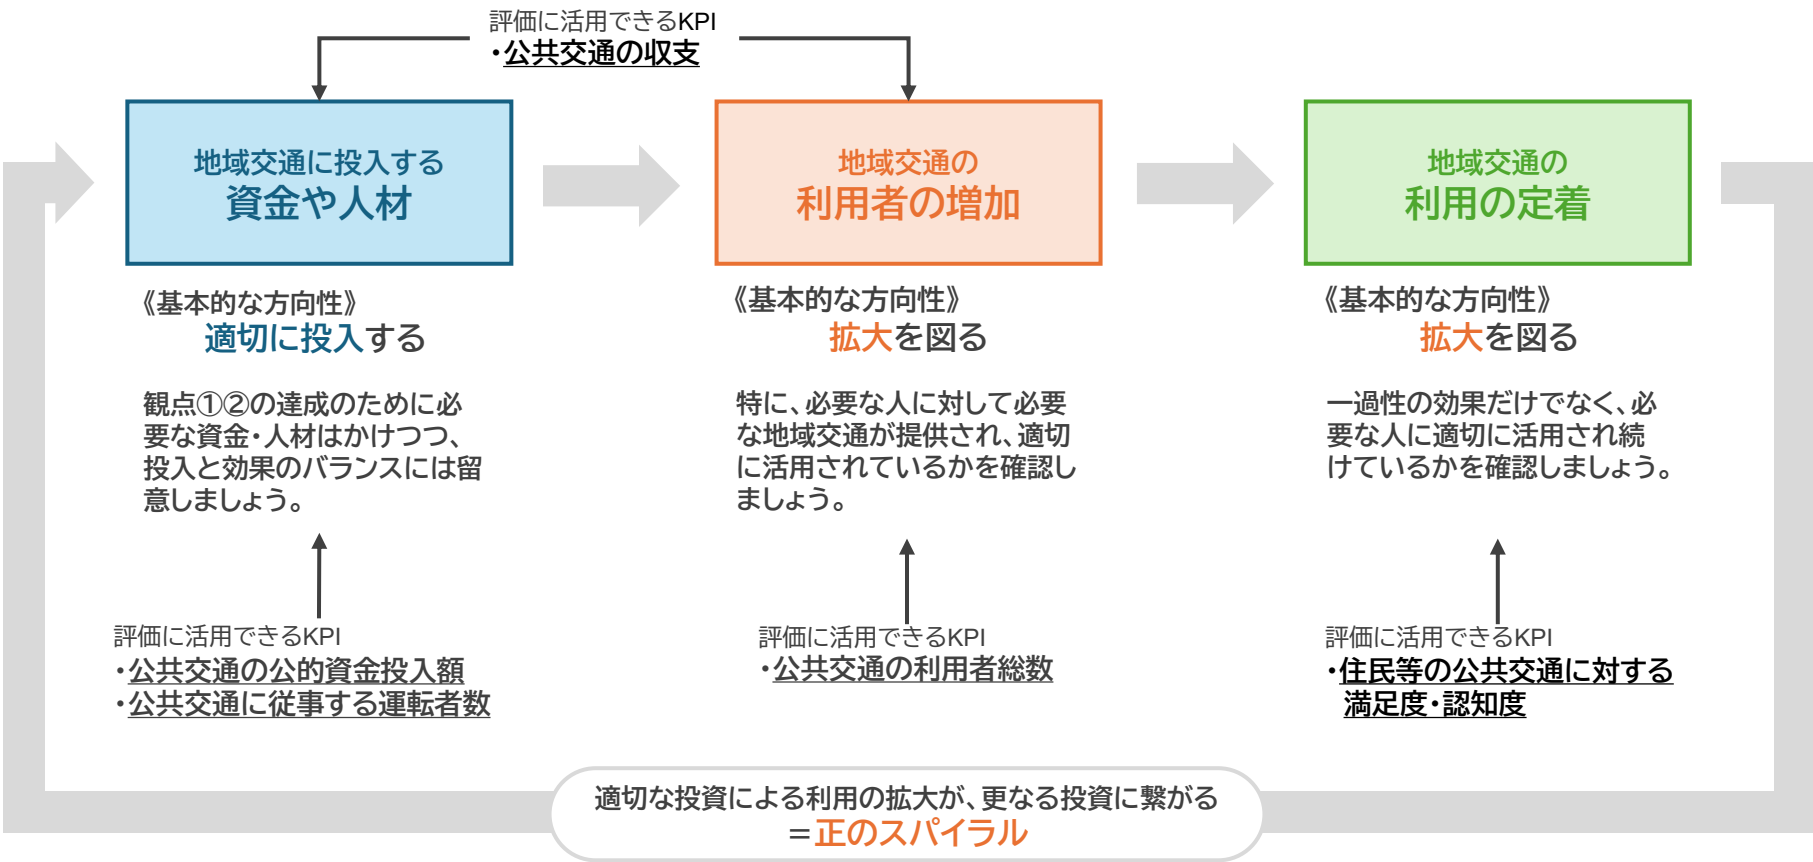 評価に活用できるKPI
・公共交通の収支
地域交通に投入する
資金や人材
《基本的な方向性》
適切に投入する
観点①②の達成のために必
要な資金・人材はかけつつ、
投入と効果のバランスには留
意しましょう。
評価に活用できるKPI
・公共交通の公的資金投入額
・公共交通に従事する運転者数
地域交通の
利用者の増加
《基本的な方向性》
拡大を図る
特に、必要な人に対して必要
な地域交通が提供され、適切
に活用されているかを確認し
ましょう。
評価に活用できるKPI
・公共交通の利用者総数
地域交通の
利用の定着
《基本的な方向性》
拡大を図る
一過性の効果だけでなく、必
要な人に適切に活用され続
けているかを確認しましょう。
評価に活用できるKPI
・住民等の公共交通に対する
満足度・認知度
適切な投資による利用の拡大が、更なる投資に繋がる
＝正のスパイラル